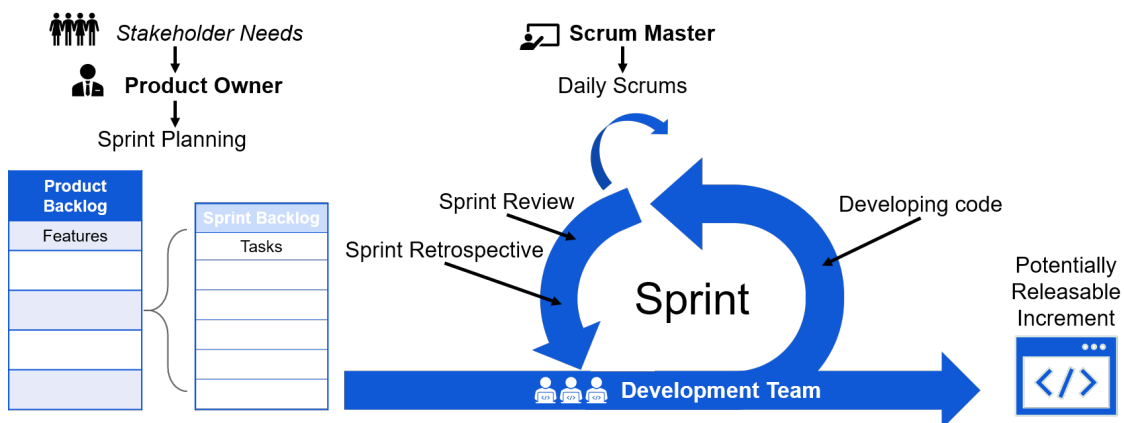 Stakeholder Needs
Product Owner
Sprint Planning
Product
Backlog
Features
Sprint Backlog
Tasks
Scrum Master
Daily Scrums
Sprint Review
Sprint Retrospective
Developing code
Sprint
Development Team
Potentially
Releasable
Increment